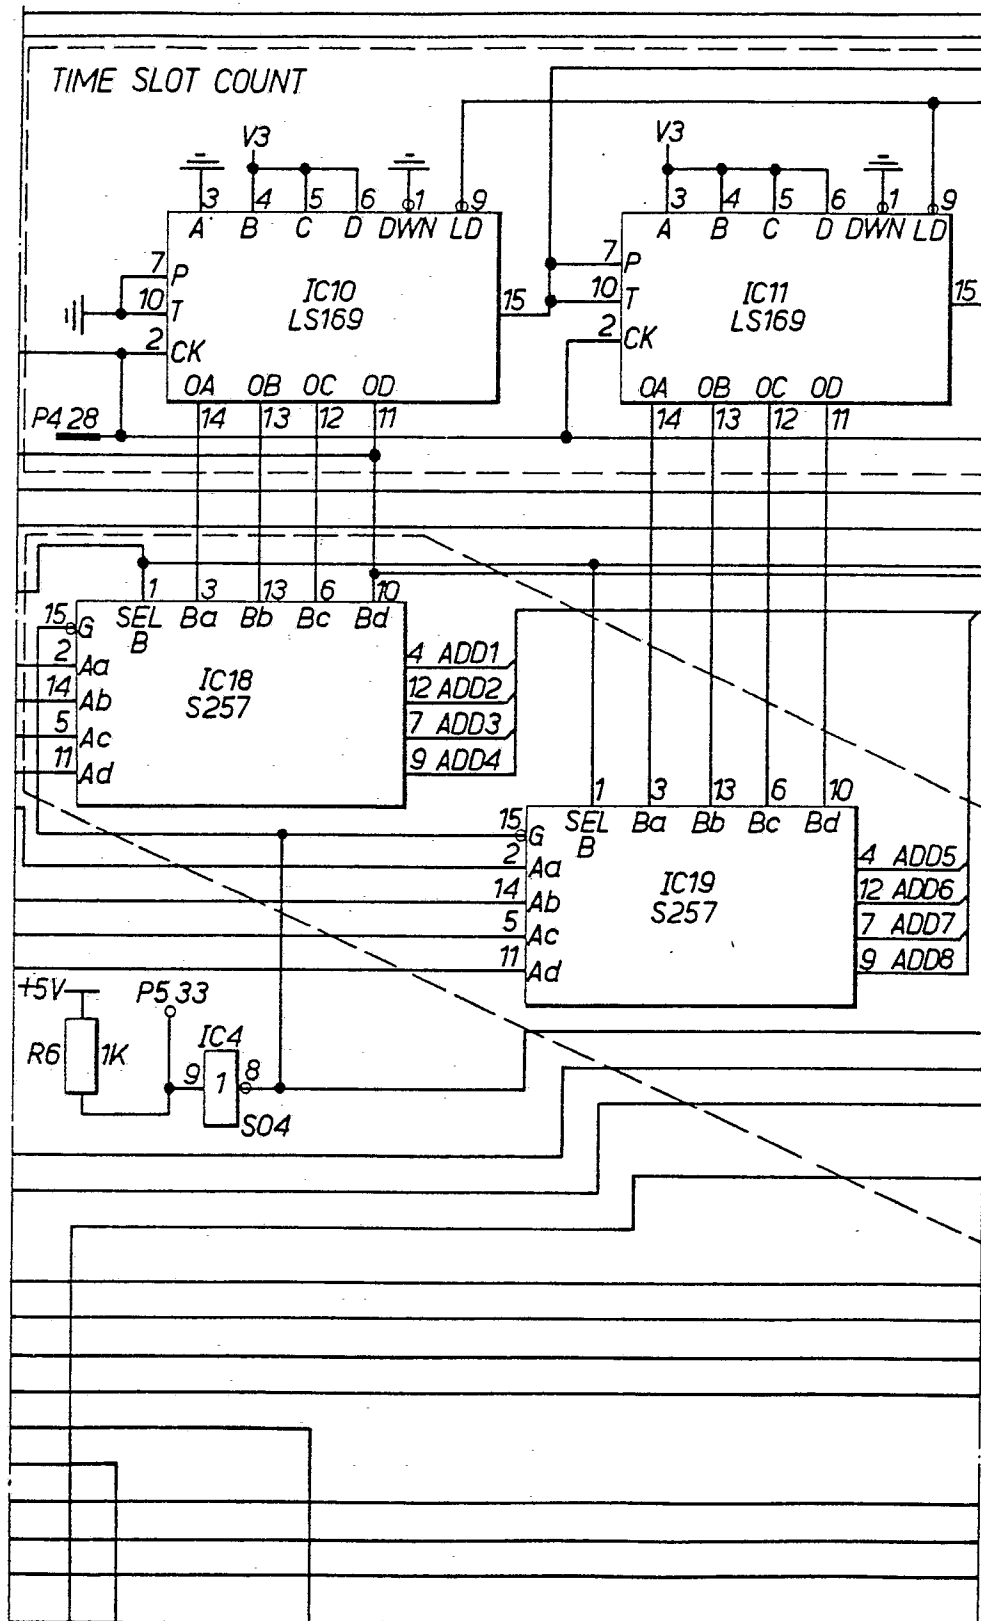 TIME SLOT COUNT
V3
V3
3 4 5 6 1 9
3 4 5 6 1 9
A B C D DWN LD
A B C D DWN LD
7 P
10 T
2 CK
IC10
LS169
15
7 P
10 T
2 CK
IC11
LS169
15
OA OB OC OD
OA OB OC OD
14 13 12 11
14 13 12 11
P4 28
1 3 13 6 10
SEL B Ba Bb Bc Bd
15 G
2 Aa
14 Ab
5 Ac
11 Ad
IC18
S257
4 ADD1
12 ADD2
7 ADD3
9 ADD4
1 3 13 6 10
SEL B Ba Bb Bc Bd
15 G
2 Aa
14 Ab
5 Ac
11 Ad
IC19
S257
4 ADD5
12 ADD6
7 ADD7
9 ADD8
+5V
P5 33
R6 1K
IC4
9 1 8
S04